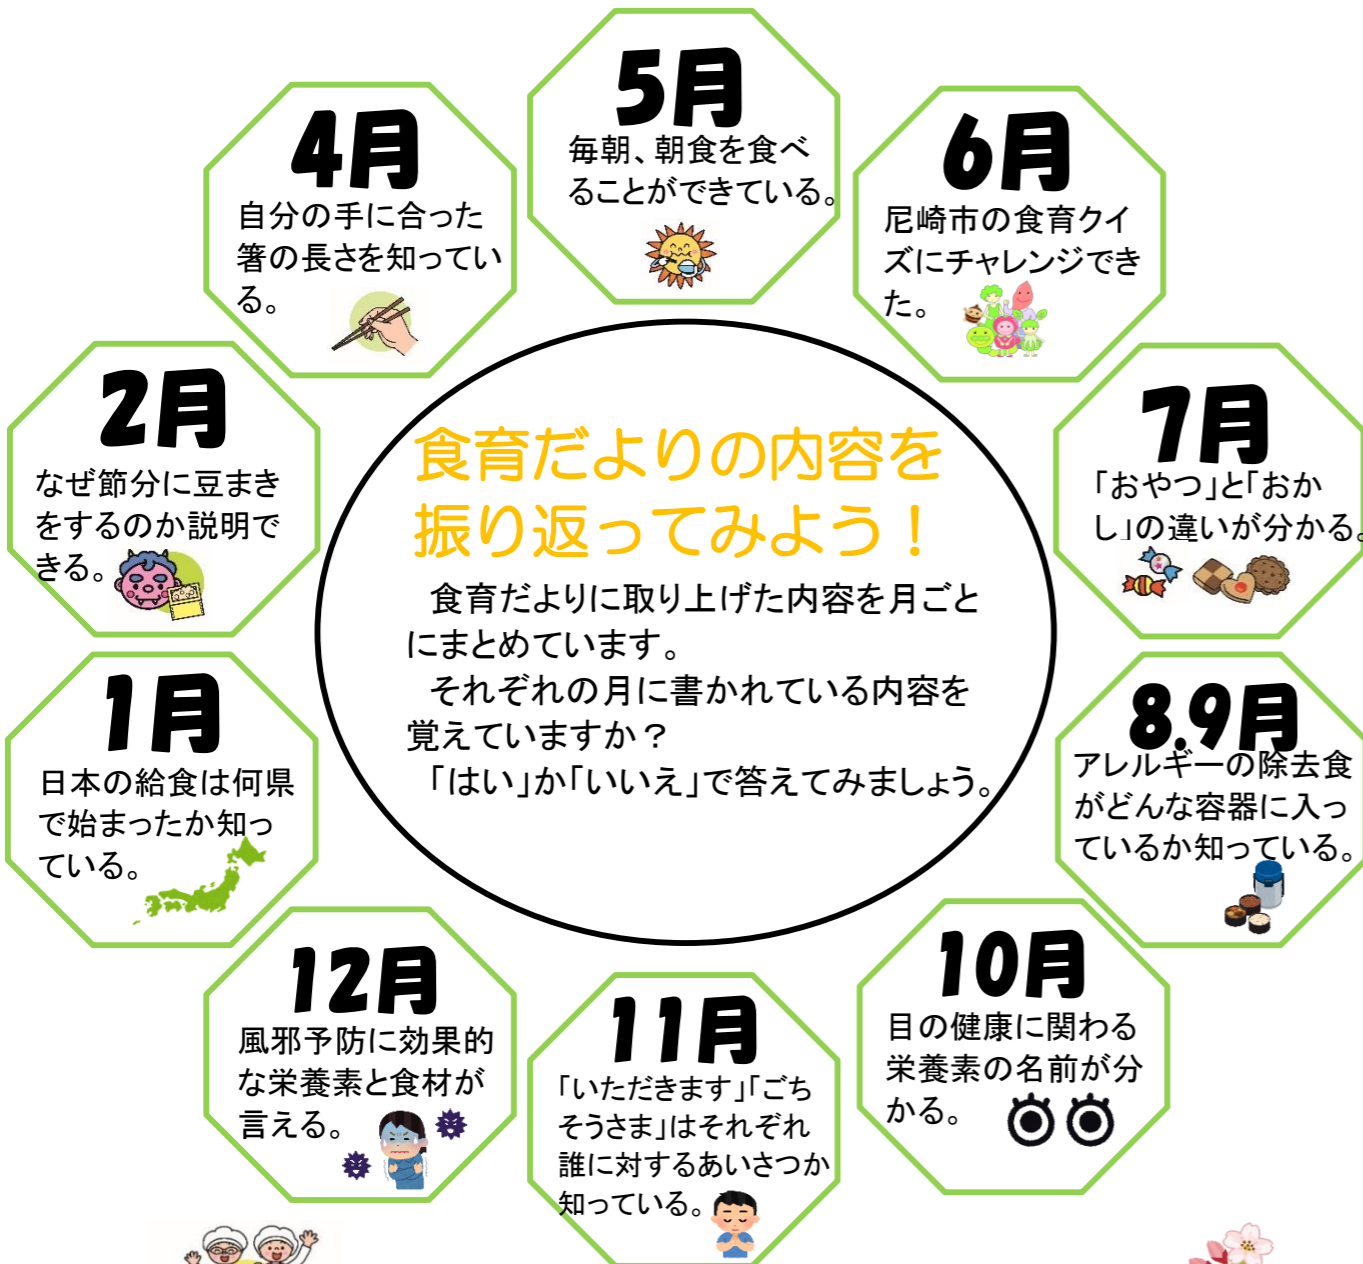 食育だよりの内容を
振り返ってみよう！
食育だよりに取り上げた内容を月ごと
にまとめています。
それぞれの月に書かれている内容を
覚えていますか？
「はい」か「いいえ」で答えてみましょう。
4月
自分の手に合った
箸の長さを知ってい
る。
5月
毎朝、朝食を食べ
ることができている。
6月
尼崎市の食育クイ
ズにチャレンジでき
た。
7月
「おやつ」と「おか
し」の違いが分かる。
8.9月
アレルギーの除去食
がどんな容器に入っ
ているか知っている。
10月
目の健康に関わる
栄養素の名前が分
かる。
11月
「いただきます」「ごち
そうさま」はそれぞれ
誰に対するあいさつか
知っている。
12月
風邪予防に効果的
な栄養素と食材が
言える。
1月
日本の給食は何県
で始まったか知っ
ている。
2月
なぜ節分に豆まき
をするのか説明で
きる。